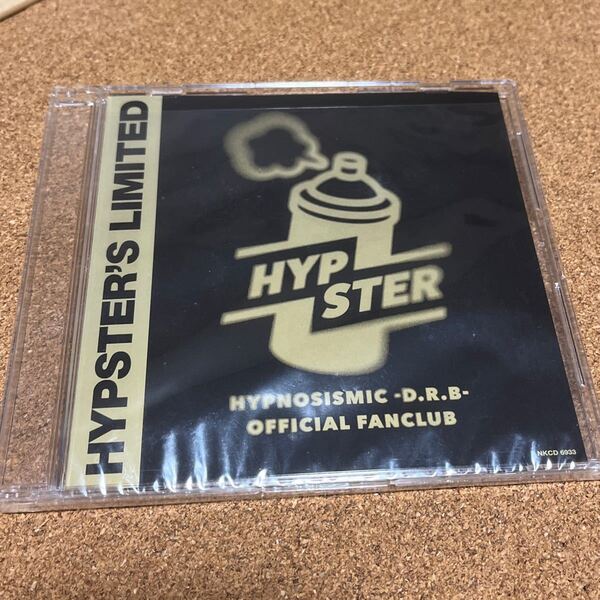 HYPSTER'S LIMITED
HYP
STER
HYPNOSISMIC -D.R.B-
OFFICIAL FANCLUB
NKCD 6933